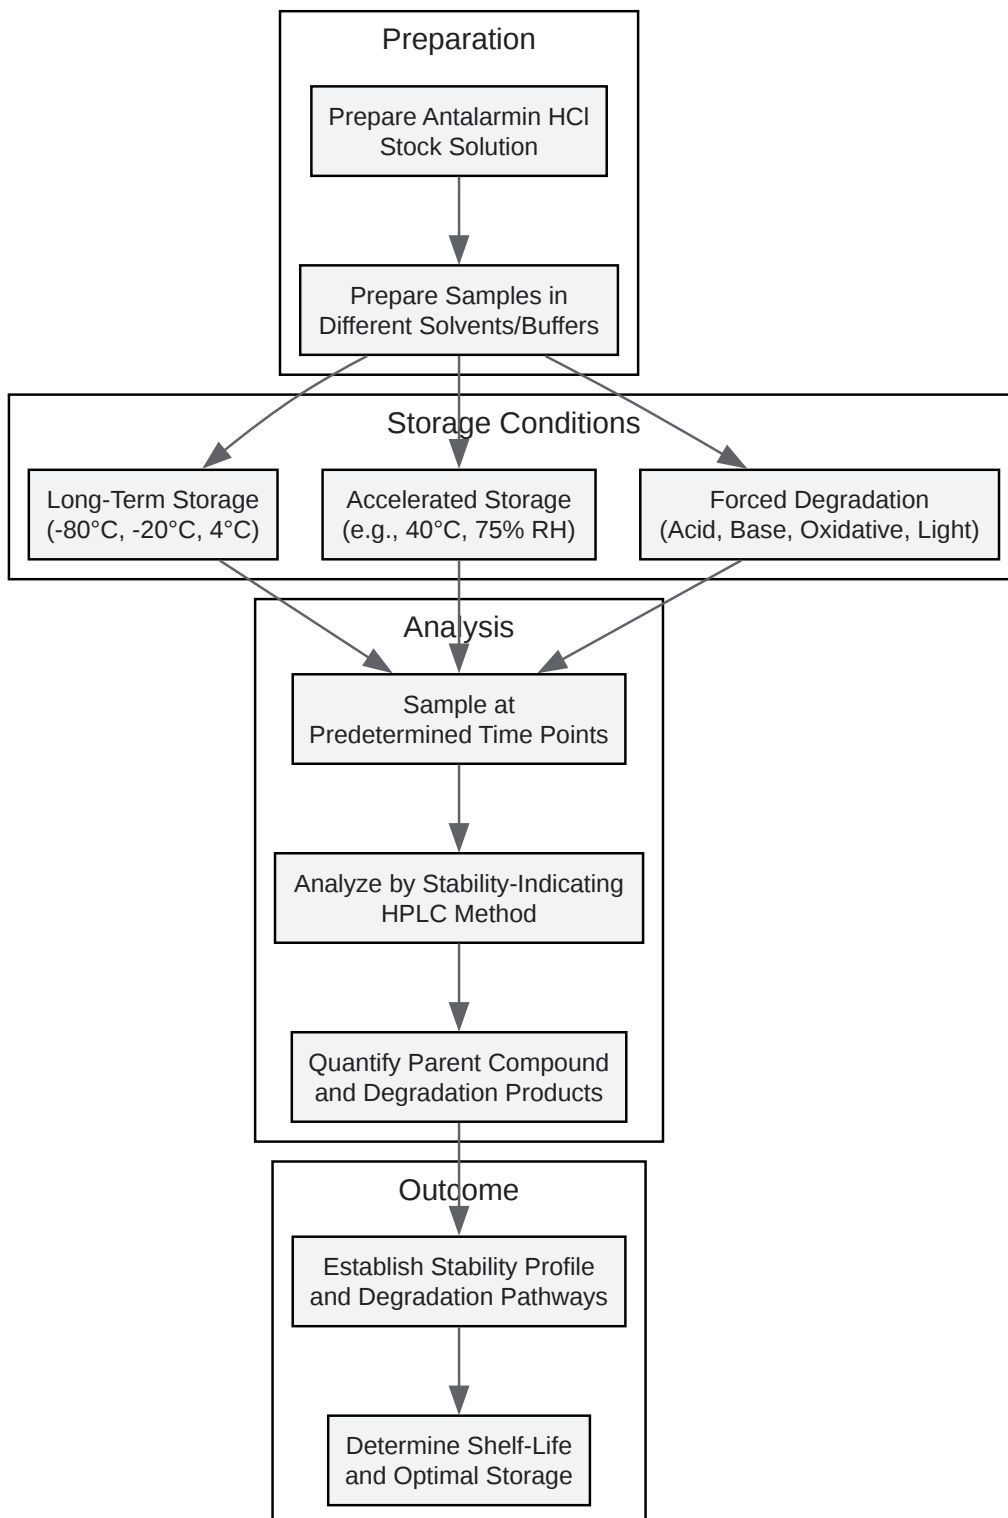 Preparation
Prepare Antalarmin HCl
Stock Solution
Prepare Samples in
Different Solvents/Buffers
Storage Conditions
Long-Term Storage
(-80°C, -20°C, 4°C)
Accelerated Storage
(e.g., 40°C, 75% RH)
Forced Degradation
(Acid, Base, Oxidative, Light)
Analysis
Sample at
Predetermined Time Points
Analyze by Stability-Indicating
HPLC Method
Quantify Parent Compound
and Degradation Products
Outcome
Establish Stability Profile
and Degradation Pathways
Determine Shelf-Life
and Optimal Storage